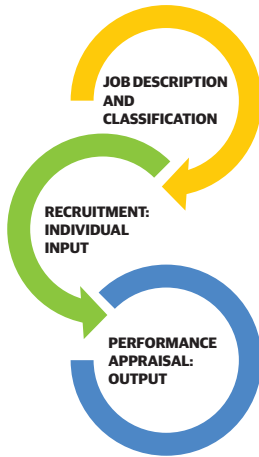 JOB DESCRIPTION
AND
CLASSIFICATION
RECRUITMENT:
INDIVIDUAL
INPUT
PERFORMANCE
APPRAISAL:
OUTPUT